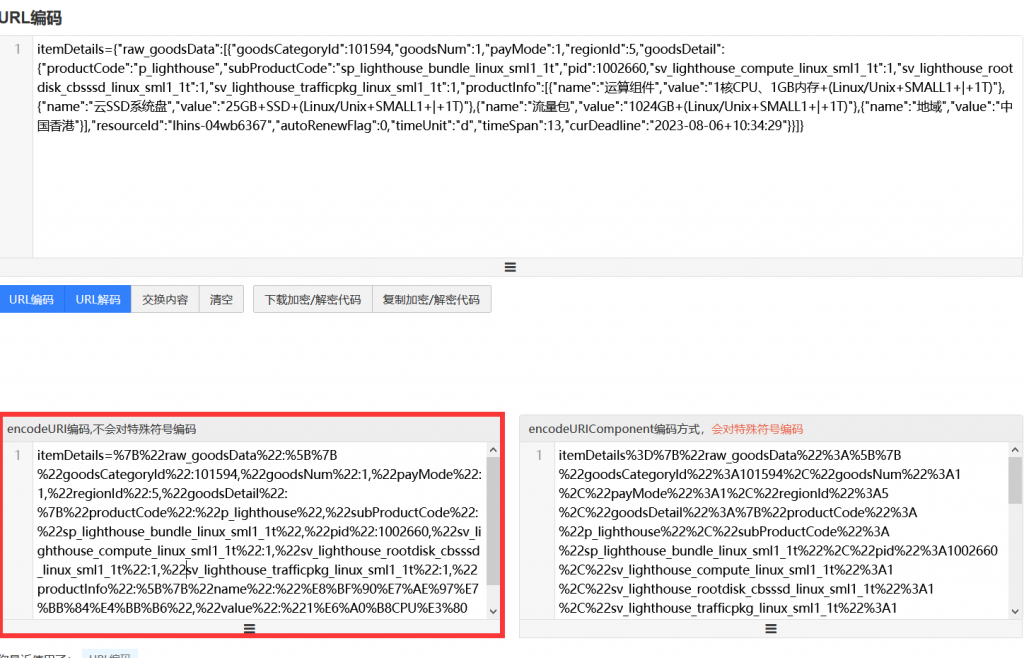 URL编码
1
itemDetails={"raw_goodsData":[{"goodsCategoryId":101594,"goodsNum":1,"payMode":1,"regionId":5,"goodsDetail":
{"productCode":"p_lighthouse","subProductCode":"sp_lighthouse_bundle_linux_sml1_1t","pid":1002660,"sv_lighthouse_compute_linux_sml1_1t":1,"sv_lighthouse_root
disk_cbsssd_linux_sml1_1t":1,"sv_lighthouse_trafficpkg_linux_sml1_1t":1,"productInfo":[{"name":"运算组件","value":"1核CPU、1GB内存+(Linux/Unix+SMALL1+|+1T)"},
{"name":"云SSD系统盘","value":"25GB+SSD+(Linux/Unix+SMALL1+|+1T)"},{"name":"流量包","value":"1024GB+(Linux/Unix+SMALL1+|+1T)"},{"name":"地域","value":"中
国香港"}],"resourceId":"lhins-04wb6367","autoRenewFlag":0,"timeUnit":"d","timeSpan":13,"curDeadline":"2023-08-06+10:34:29"}}]}
URL编码 URL解码 交换内容 清空 下载加密/解密代码 复制加密/解密代码
encodeURI编码,不会对特殊符号编码
1
itemDetails=%7B%22raw_goodsData%22:%5B%7B
%22goodsCategoryId%22:101594,%22goodsNum%22:1,%22payMode%22:
1,%22regionId%22:5,%22goodsDetail%22:
%7B%22productCode%22:%22p_lighthouse%22,%22subProductCode%22:
%22sp_lighthouse_bundle_linux_sml1_1t%22,%22pid%22:1002660,%22sv_li
ghthouse_compute_linux_sml1_1t%22:1,%22sv_lighthouse_rootdisk_cbsssd
_linux_sml1_1t%22:1,%22sv_lighthouse_trafficpkg_linux_sml1_1t%22:1,%22
productInfo%22:%5B%7B%22name%22:%22%E8%BF%90%E7%AE%97%E7
%BB%84%E4%BB%B6%22,%22value%22:%221%E6%A0%B8CPU%E3%80
encodeURIComponent编码方式，会对特殊符号编码
1
itemDetails%3D%7B%22raw_goodsData%22%3A%5B%7B
%22goodsCategoryId%22%3A101594%2C%22goodsNum%22%3A1
%2C%22payMode%22%3A1%2C%22regionId%22%3A5
%2C%22goodsDetail%22%3A%7B%22productCode%22%3A
%22p_lighthouse%22%2C%22subProductCode%22%3A
%22sp_lighthouse_bundle_linux_sml1_1t%22%2C%22pid%22%3A1002660
%2C%22sv_lighthouse_compute_linux_sml1_1t%22%3A1
%2C%22sv_lighthouse_rootdisk_cbsssd_linux_sml1_1t%22%3A1
%2C%22sv_lighthouse_trafficpkg_linux_sml1_1t%22%3A1